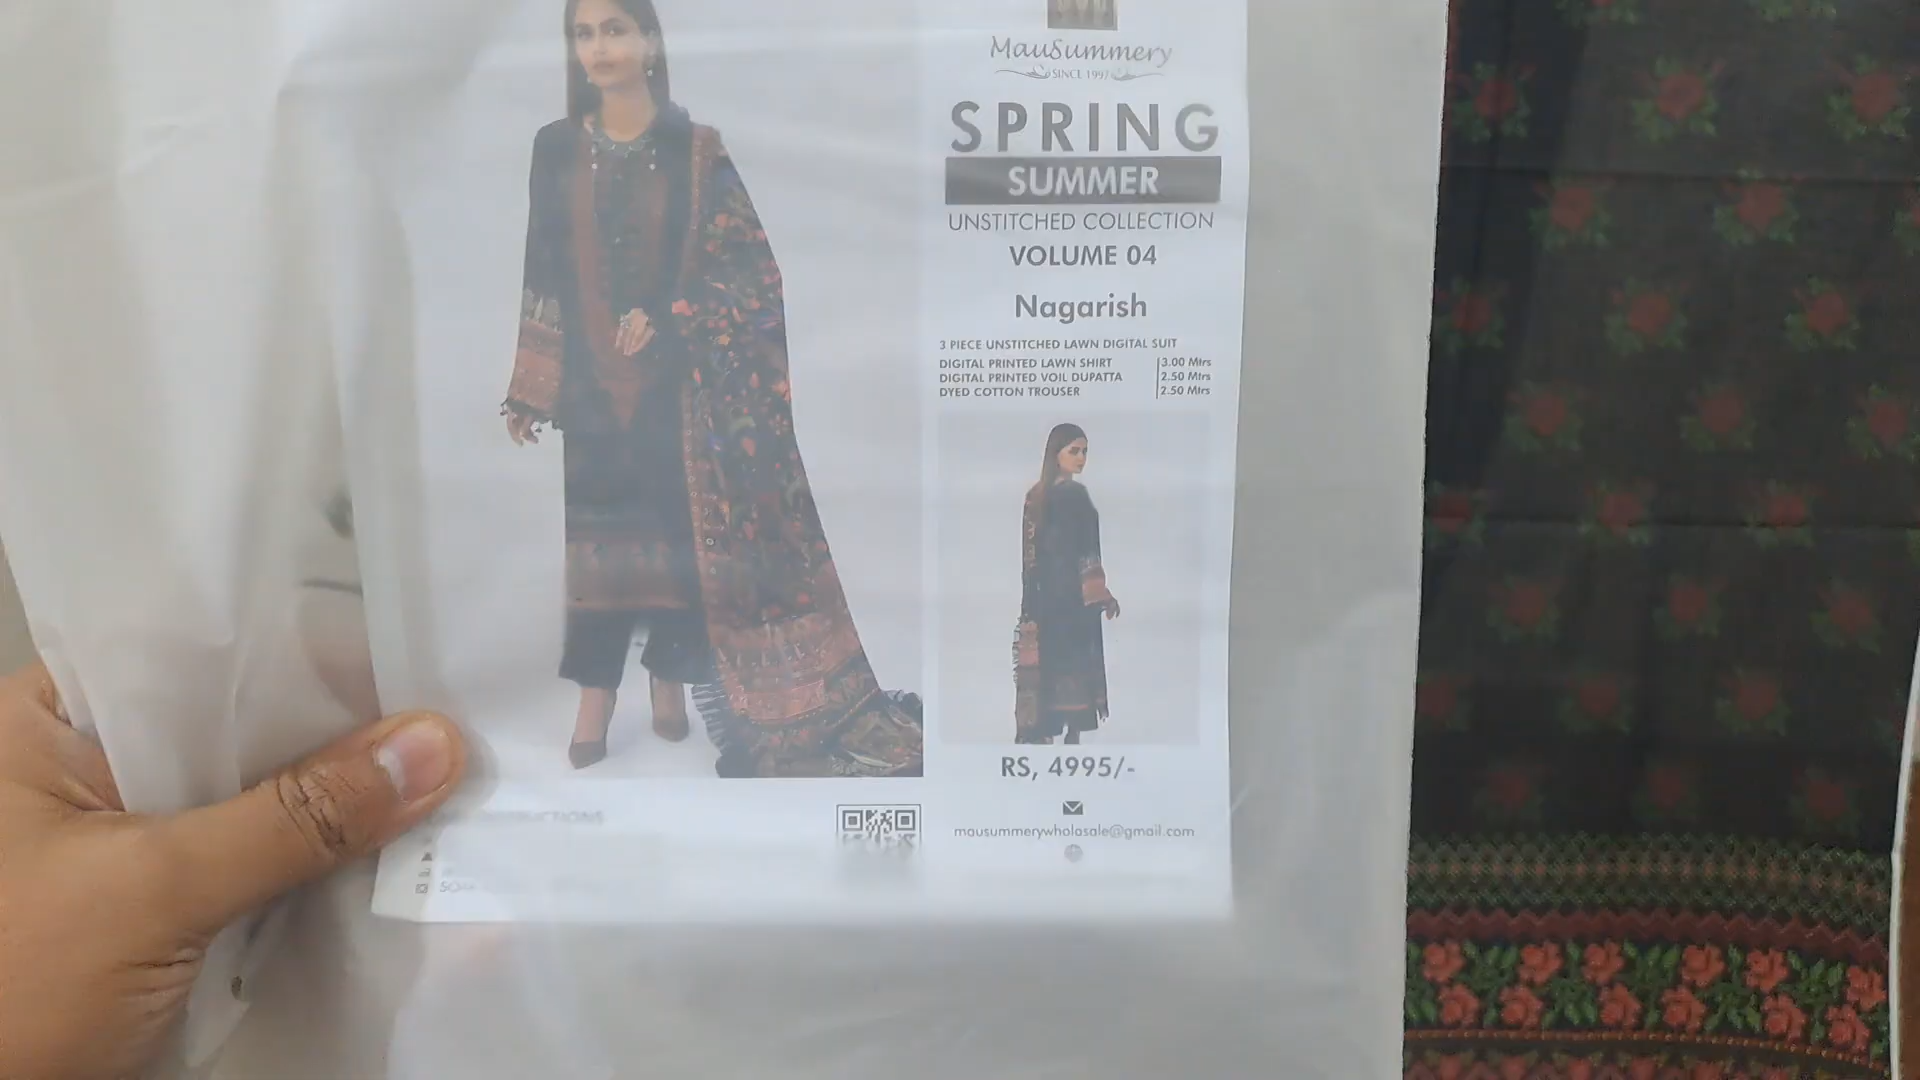 MauSummery
SINCE 1997
SPRING
SUMMER
UNSTITCHED COLLECTION
VOLUME 04
Nagarish
3 PIECE UNSTITCHED LAWN DIGITAL SUIT
DIGITAL PRINTED LAWN SHIRT 3.00 Mtrs
DIGITAL PRINTED VOIL DUPATTA 2.50 Mtrs
DYED COTTON TROUSER 2.50 Mtrs
RS, 4995/-
mausummerywholasale@gmail.com